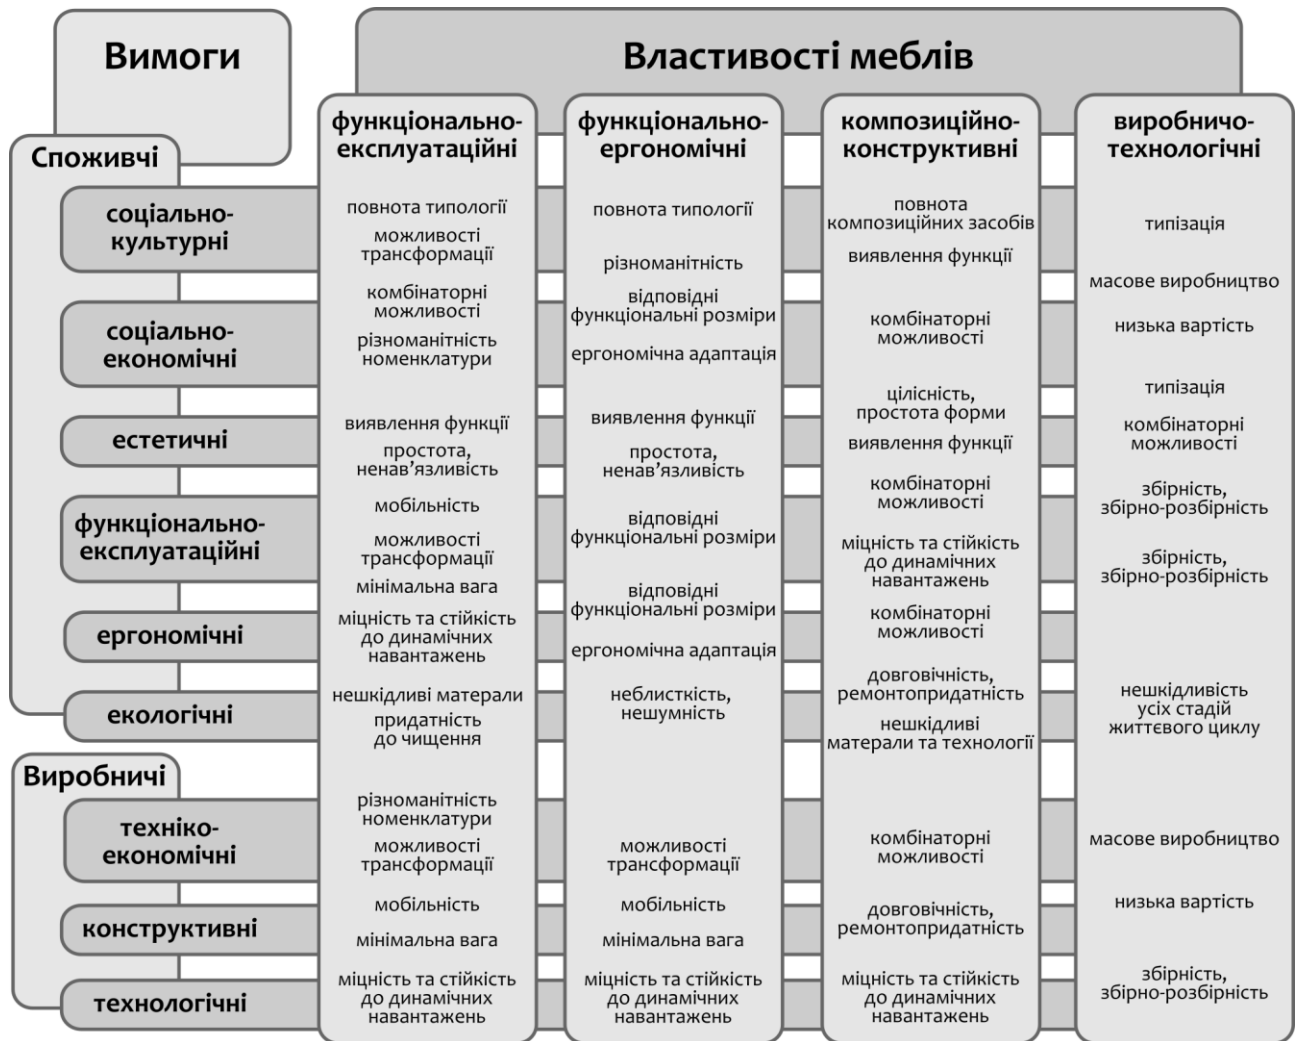 Вимоги
Властивості меблів
функціонально-
експлуатаційні
функціонально-
ергономічні
композиційно-
конструктивні
виробничо-
технологічні
Споживчі
соціально-
культурні
повнота типології
можливості
трансформації
повнота типології
різноманітність
повнота
композиційних засобів
виявлення функції
типізація
масове виробництво
соціально-
економічні
комбінаторні
можливості
різноманітність
номенклатури
відповідні
функціональні розміри
ергономічна адаптація
комбінаторні
можливості
низька вартість
типізація
естетичні
виявлення функції
простота,
ненав’язливість
виявлення функції
простота,
ненав’язливість
цілісність,
простота форми
виявлення функції
комбінаторні
можливості
функціонально-
експлуатаційні
мобільність
можливості
трансформації
мінімальна вага
відповідні
функціональні розміри
комбінаторні
можливості
міцність та стійкість
до динамічних
навантажень
збірність,
збірно-розбірність
збірність,
збірно-розбірність
ергономічні
міцність та стійкість
до динамічних
навантажень
відповідні
функціональні розміри
ергономічна адаптація
комбінаторні
можливості
екологічні
нешкідливі матерали
придатність
до чищення
неблисткість,
нешумність
довговічність,
ремонтопридатність
нешкідливі
матерали та технології
нешкідливість
усіх стадій
життєвого циклу
Виробничі
техніко-
економічні
різноманітність
номенклатури
можливості
трансформації
можливості
трансформації
комбінаторні
можливості
масове виробництво
конструктивні
мобільність
мінімальна вага
мобільність
мінімальна вага
довговічність,
ремонтопридатність
низька вартість
технологічні
міцність та стійкість
до динамічних
навантажень
міцність та стійкість
до динамічних
навантажень
міцність та стійкість
до динамічних
навантажень
збірність,
збірно-розбірність